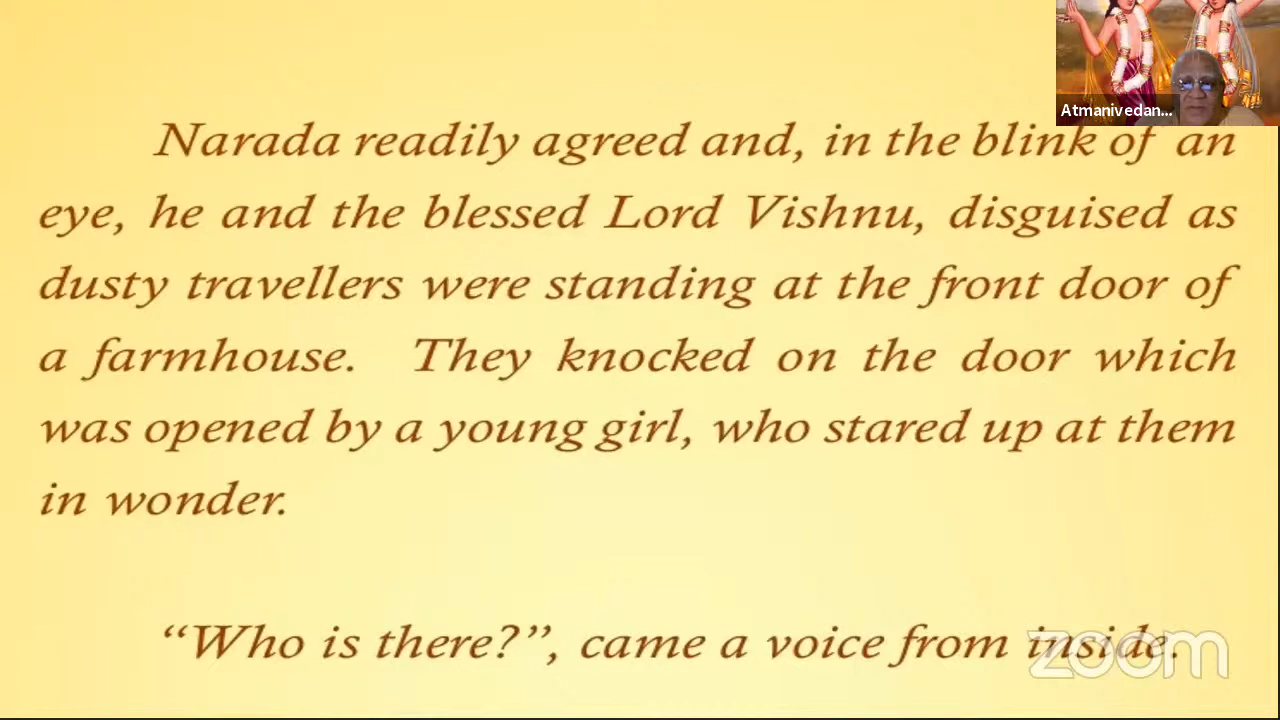 Atmanivedan...
Narada readily agreed and, in the blink of an
eye, he and the blessed Lord Vishnu, disguised as
dusty travellers were standing at the front door of
a farmhouse. They knocked on the door which
was opened by a young girl, who stared up at them
in wonder.
“Who is there?”, came a voice from inside.
zoom